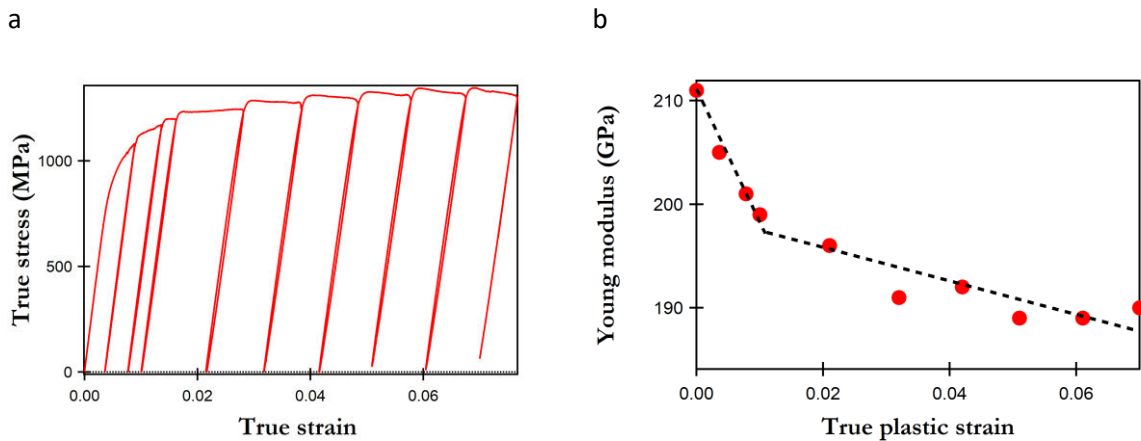 a
True stress (MPa)
1000
500
0
0.00 0.02 0.04 0.06
True strain
b
Young modulus (GPa)
210
200
190
0.00 0.02 0.04 0.06
True plastic strain